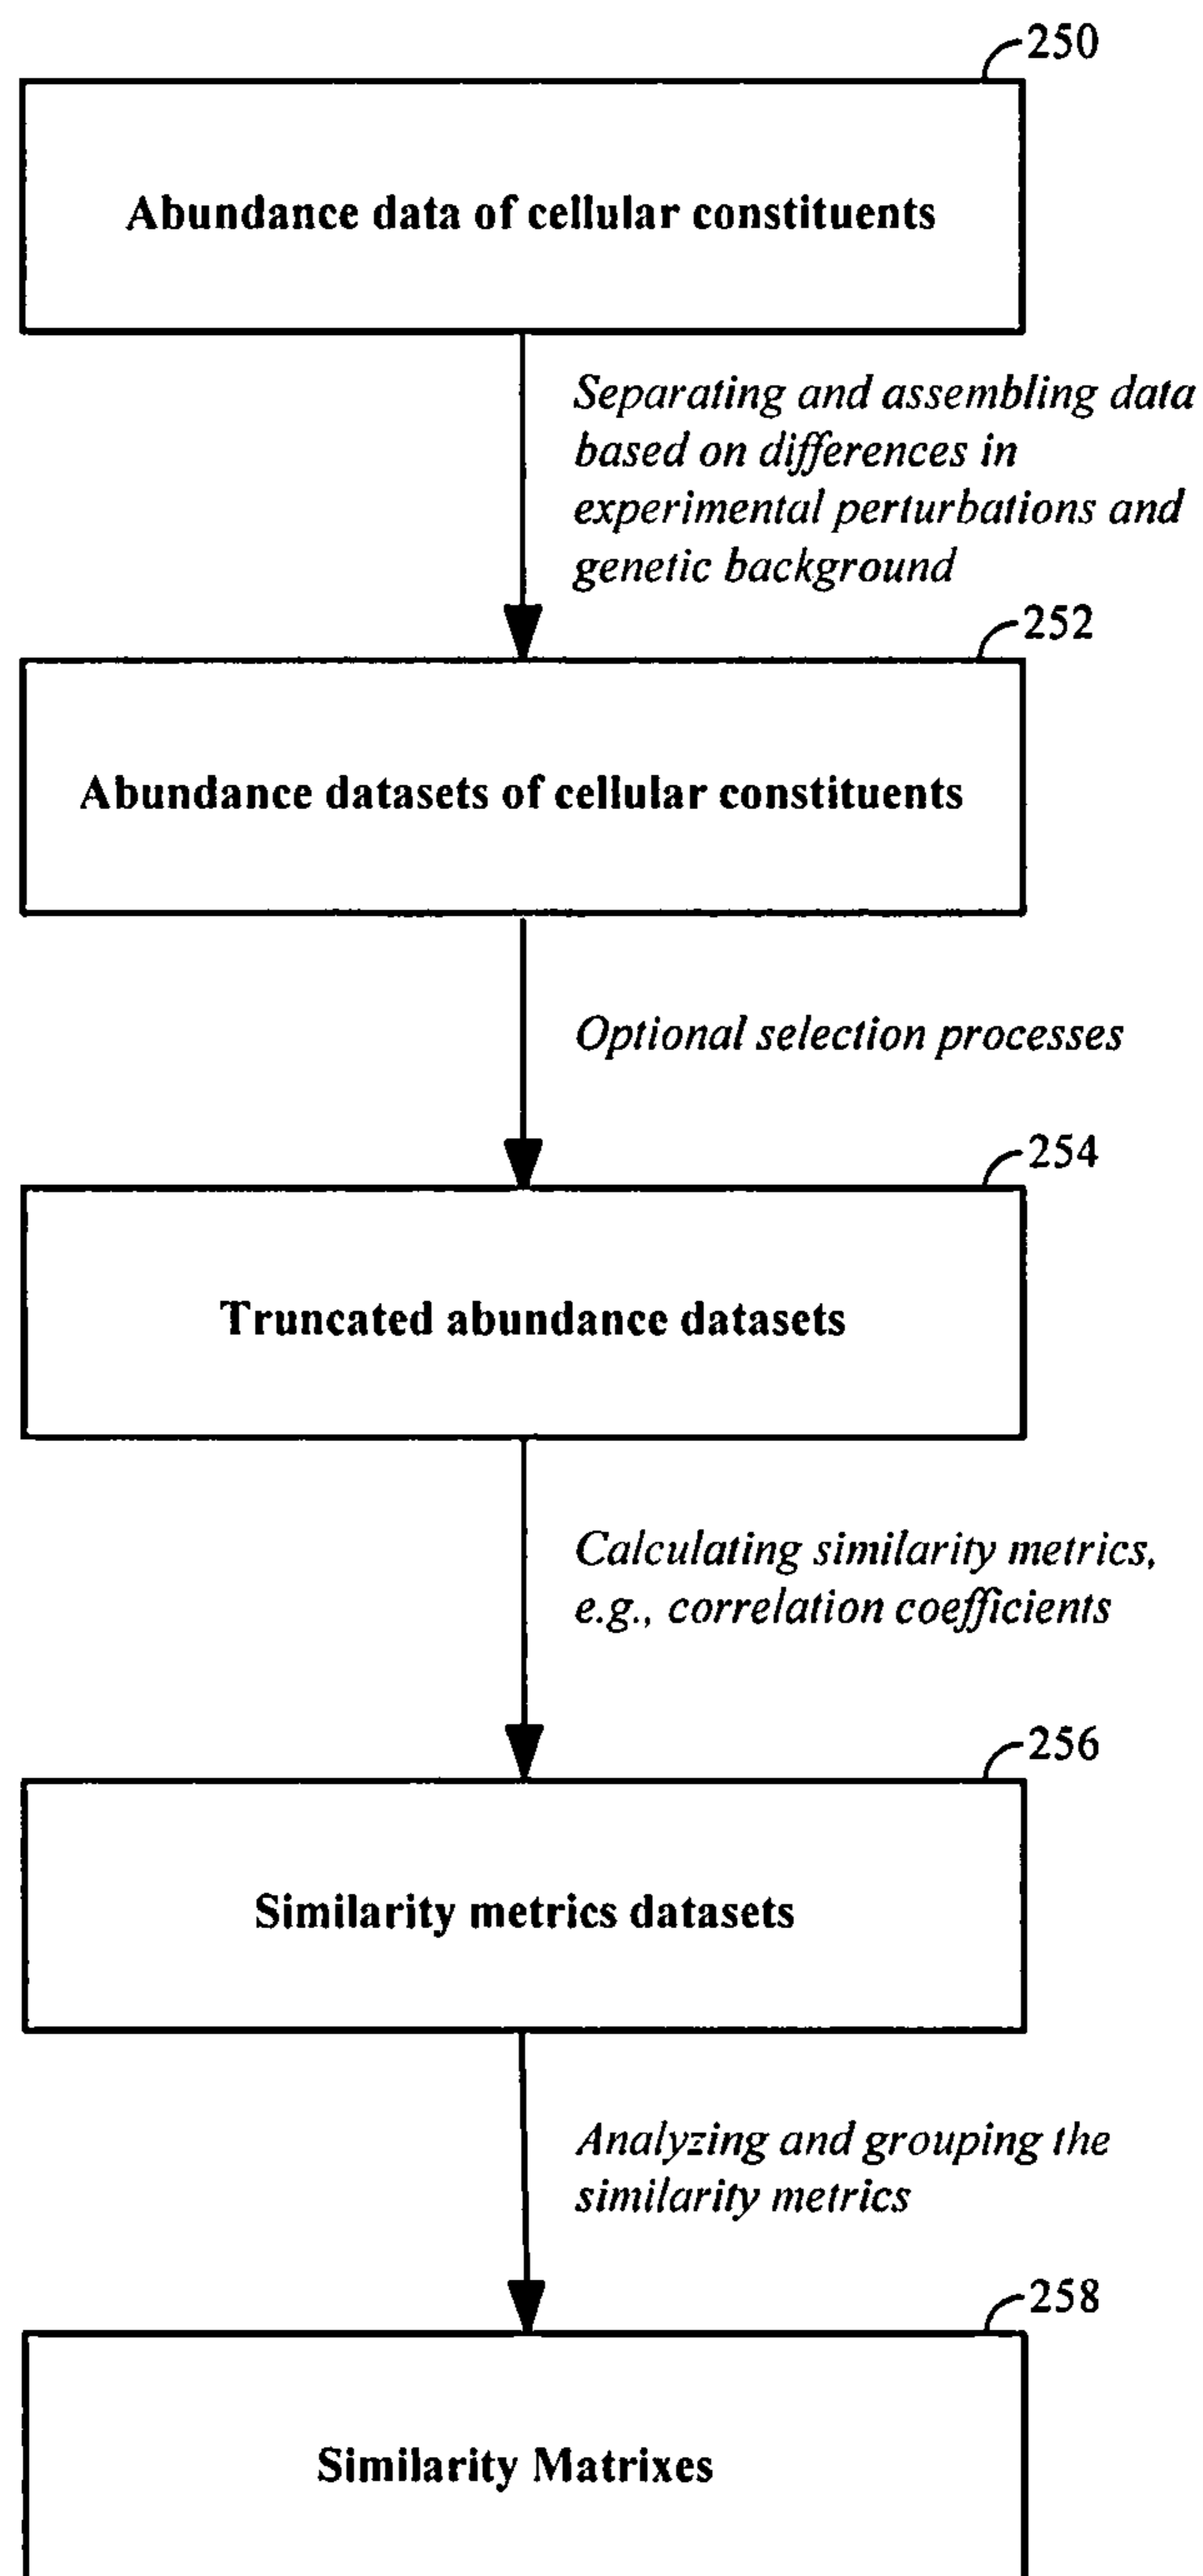 250
Abundance data of cellular constituents
Separating and assembling data
based on differences in
experimental perturbations and
genetic background
252
Abundance datasets of cellular constituents
Optional selection processes
254
Truncated abundance datasets
Calculating similarity metrics,
e.g., correlation coefficients
256
Similarity metrics datasets
Analyzing and grouping the
similarity metrics
258
Similarity Matrixes